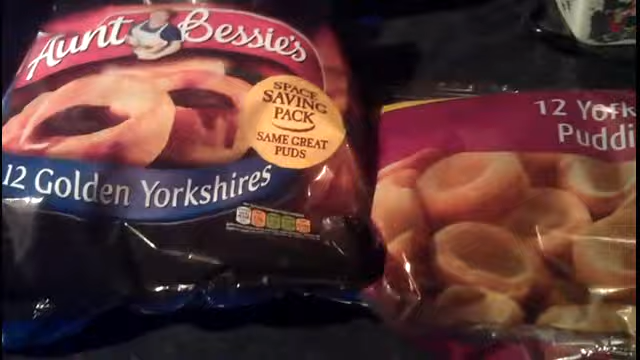 Aunt Bessie's
SPACE
SAVING
PACK
SAME GREAT
PUDS
12 Golden Yorkshires
12 York
Puddi